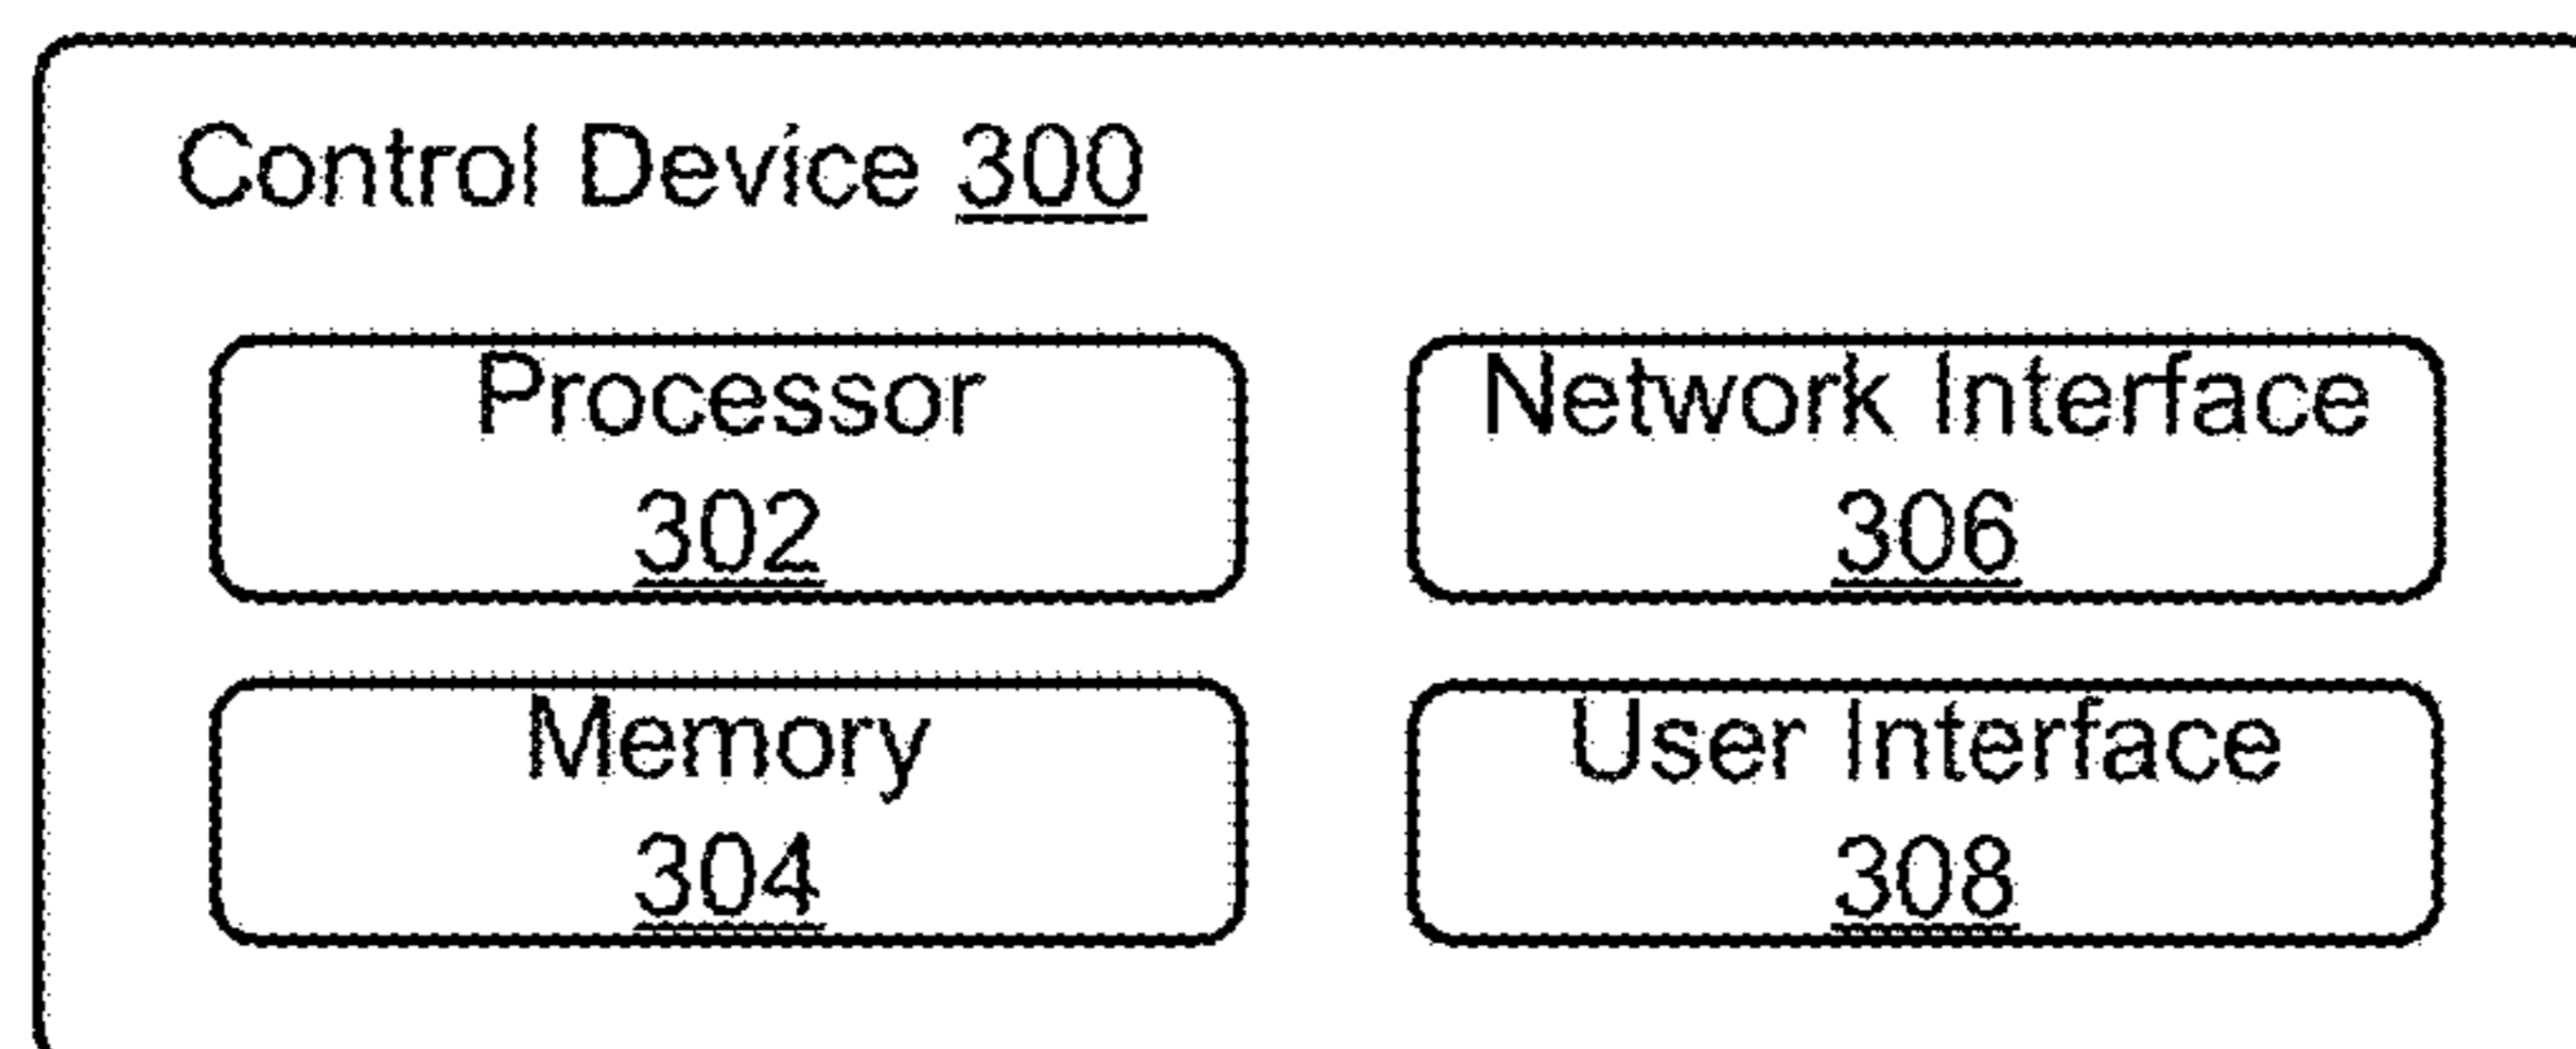 Control Device 300
Processor
302
Network Interface
306
Memory
304
User Interface
308